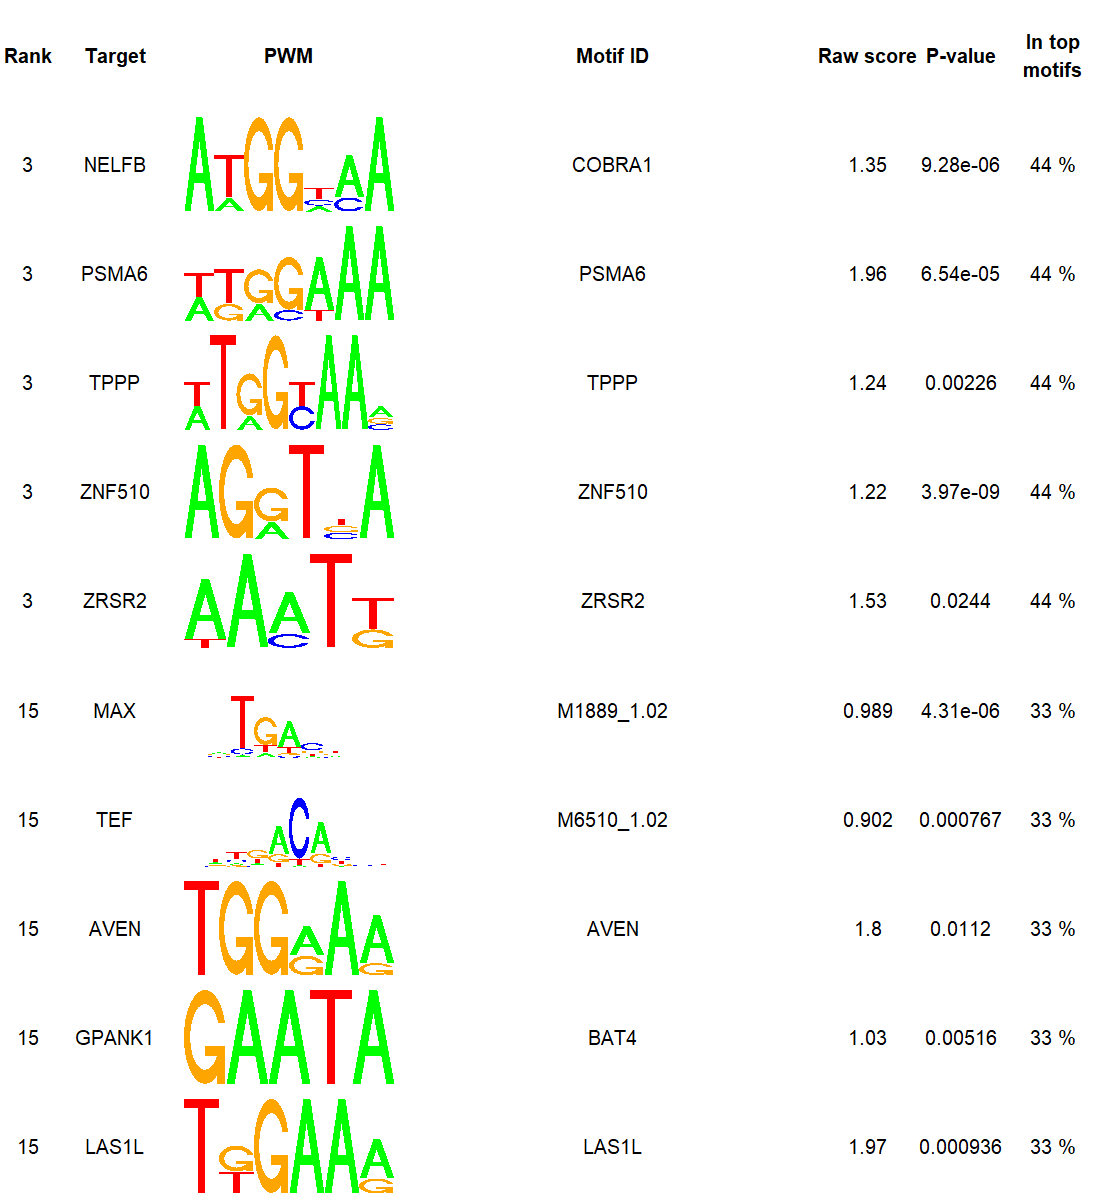 Rank Target PWM Motif ID Raw score P-value In top motifs
3 NELFB COBRA1 1.35 9.28e-06 44 %
3 PSMA6 PSMA6 1.96 6.54e-05 44 %
3 TPPP TPPP 1.24 0.00226 44 %
3 ZNF510 ZNF510 1.22 3.97e-09 44 %
3 ZRSR2 ZRSR2 1.53 0.0244 44 %
15 MAX M1889_1.02 0.989 4.31e-06 33 %
15 TEF M6510_1.02 0.902 0.000767 33 %
15 AVEN AVEN 1.8 0.0112 33 %
15 GPANK1 GAATA BAT4 1.03 0.00516 33 %
15 LAS1L LAS1L 1.97 0.000936 33 %